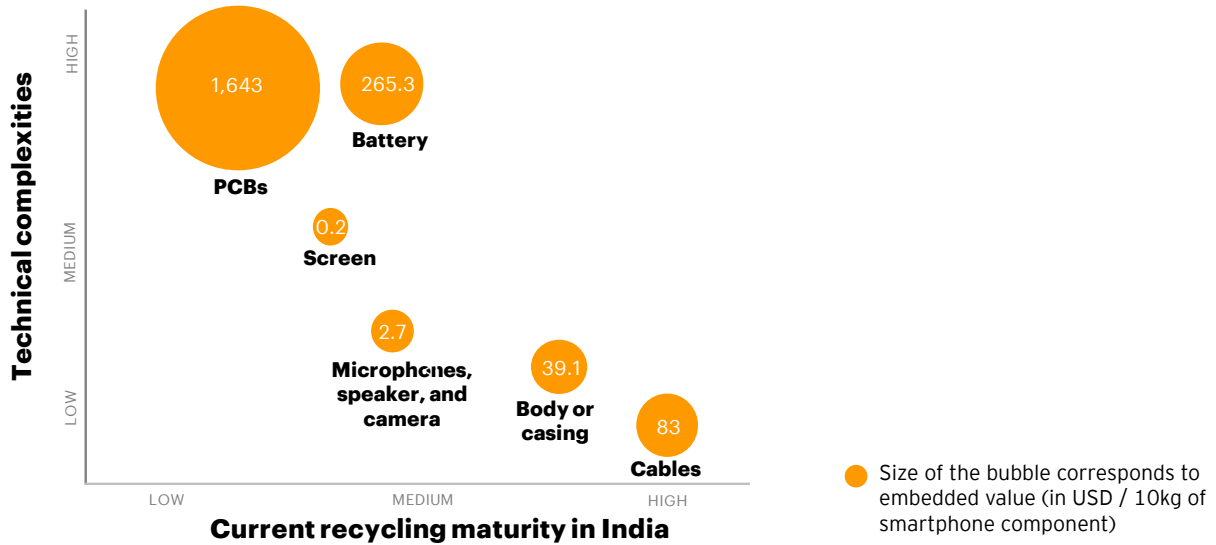 Technical complexities
HIGH
MEDIUM
LOW
1,643
PCBs
265.3
Battery
0.2
Screen
2.7
Microphones,
speaker, and
camera
39.1
Body or
casing
83
Cables
LOW
MEDIUM
HIGH
Current recycling maturity in India
Size of the bubble corresponds to
embedded value (in USD / 10kg of
smartphone component)